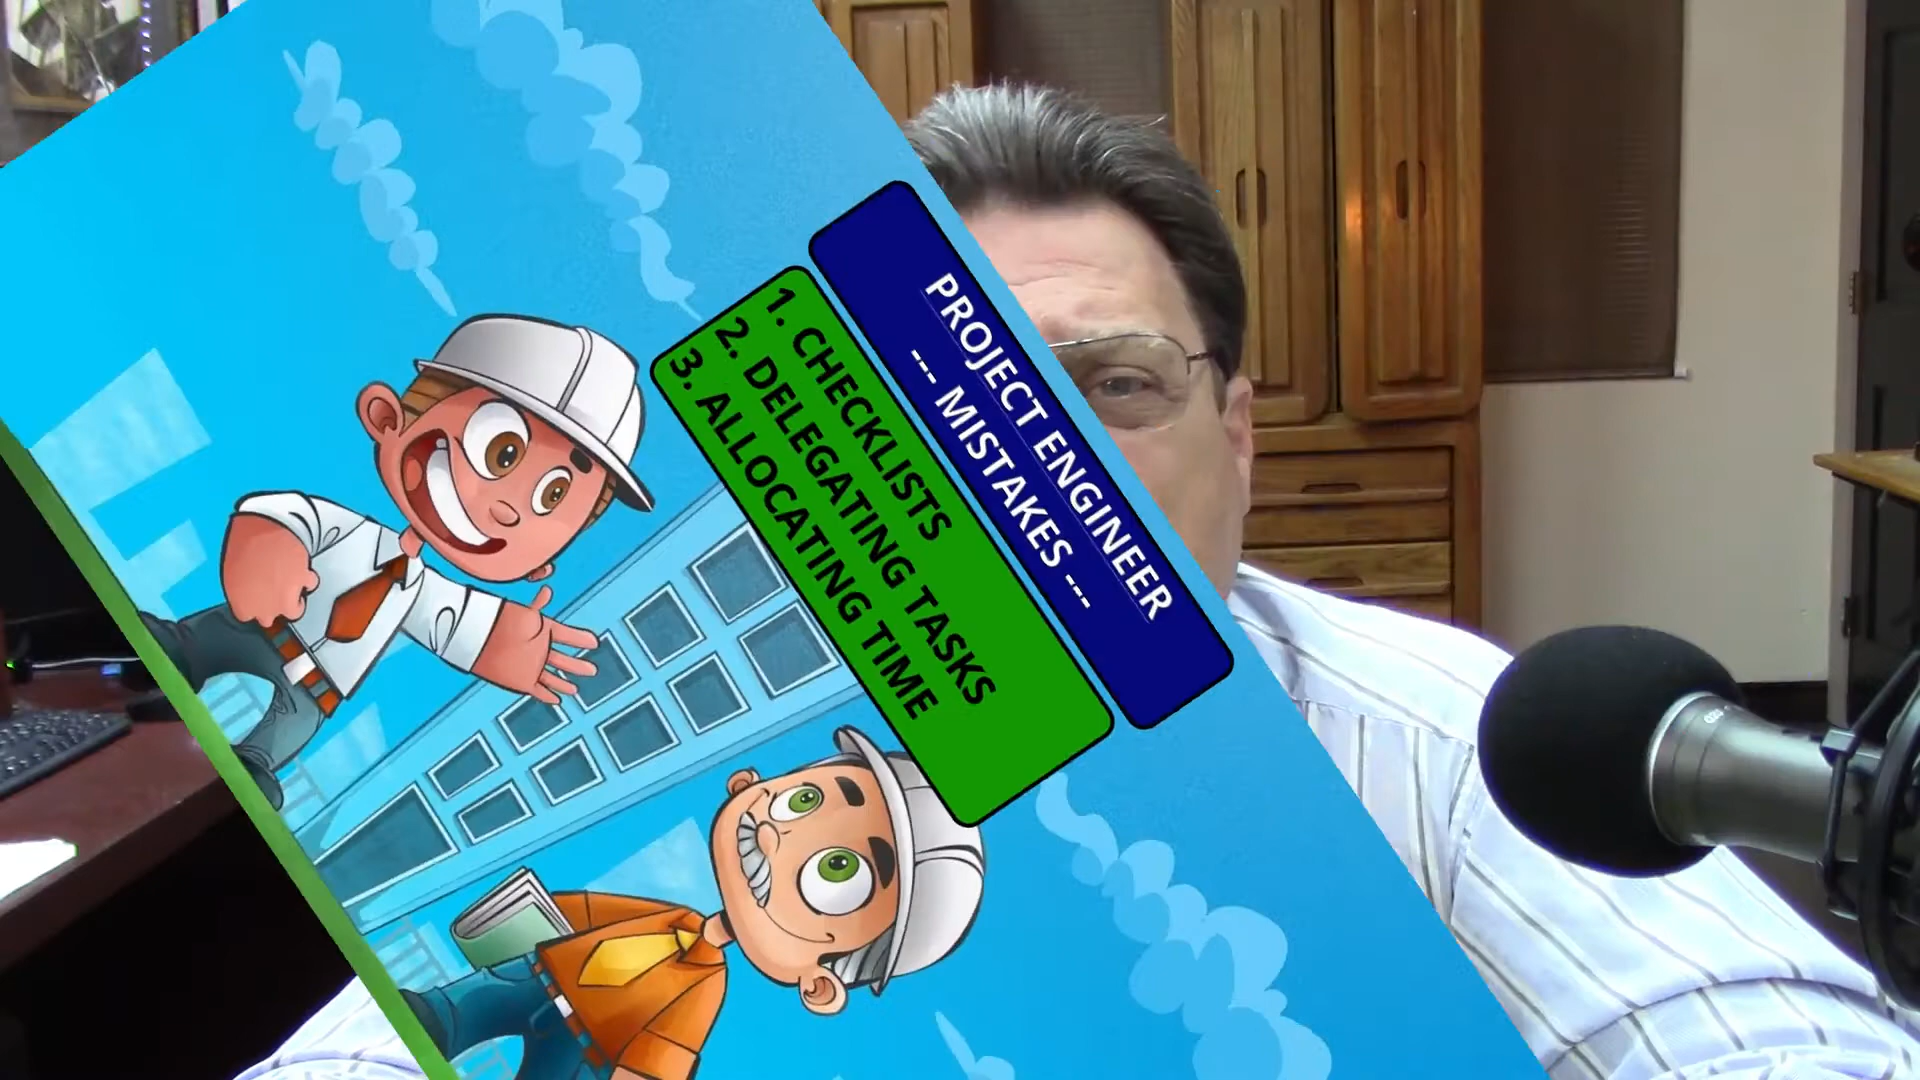 PROJECT ENGINEER
--- MISTAKES ---
1. CHECKLISTS
2. DELEGATING TASKS
3. ALLOCATING TIME